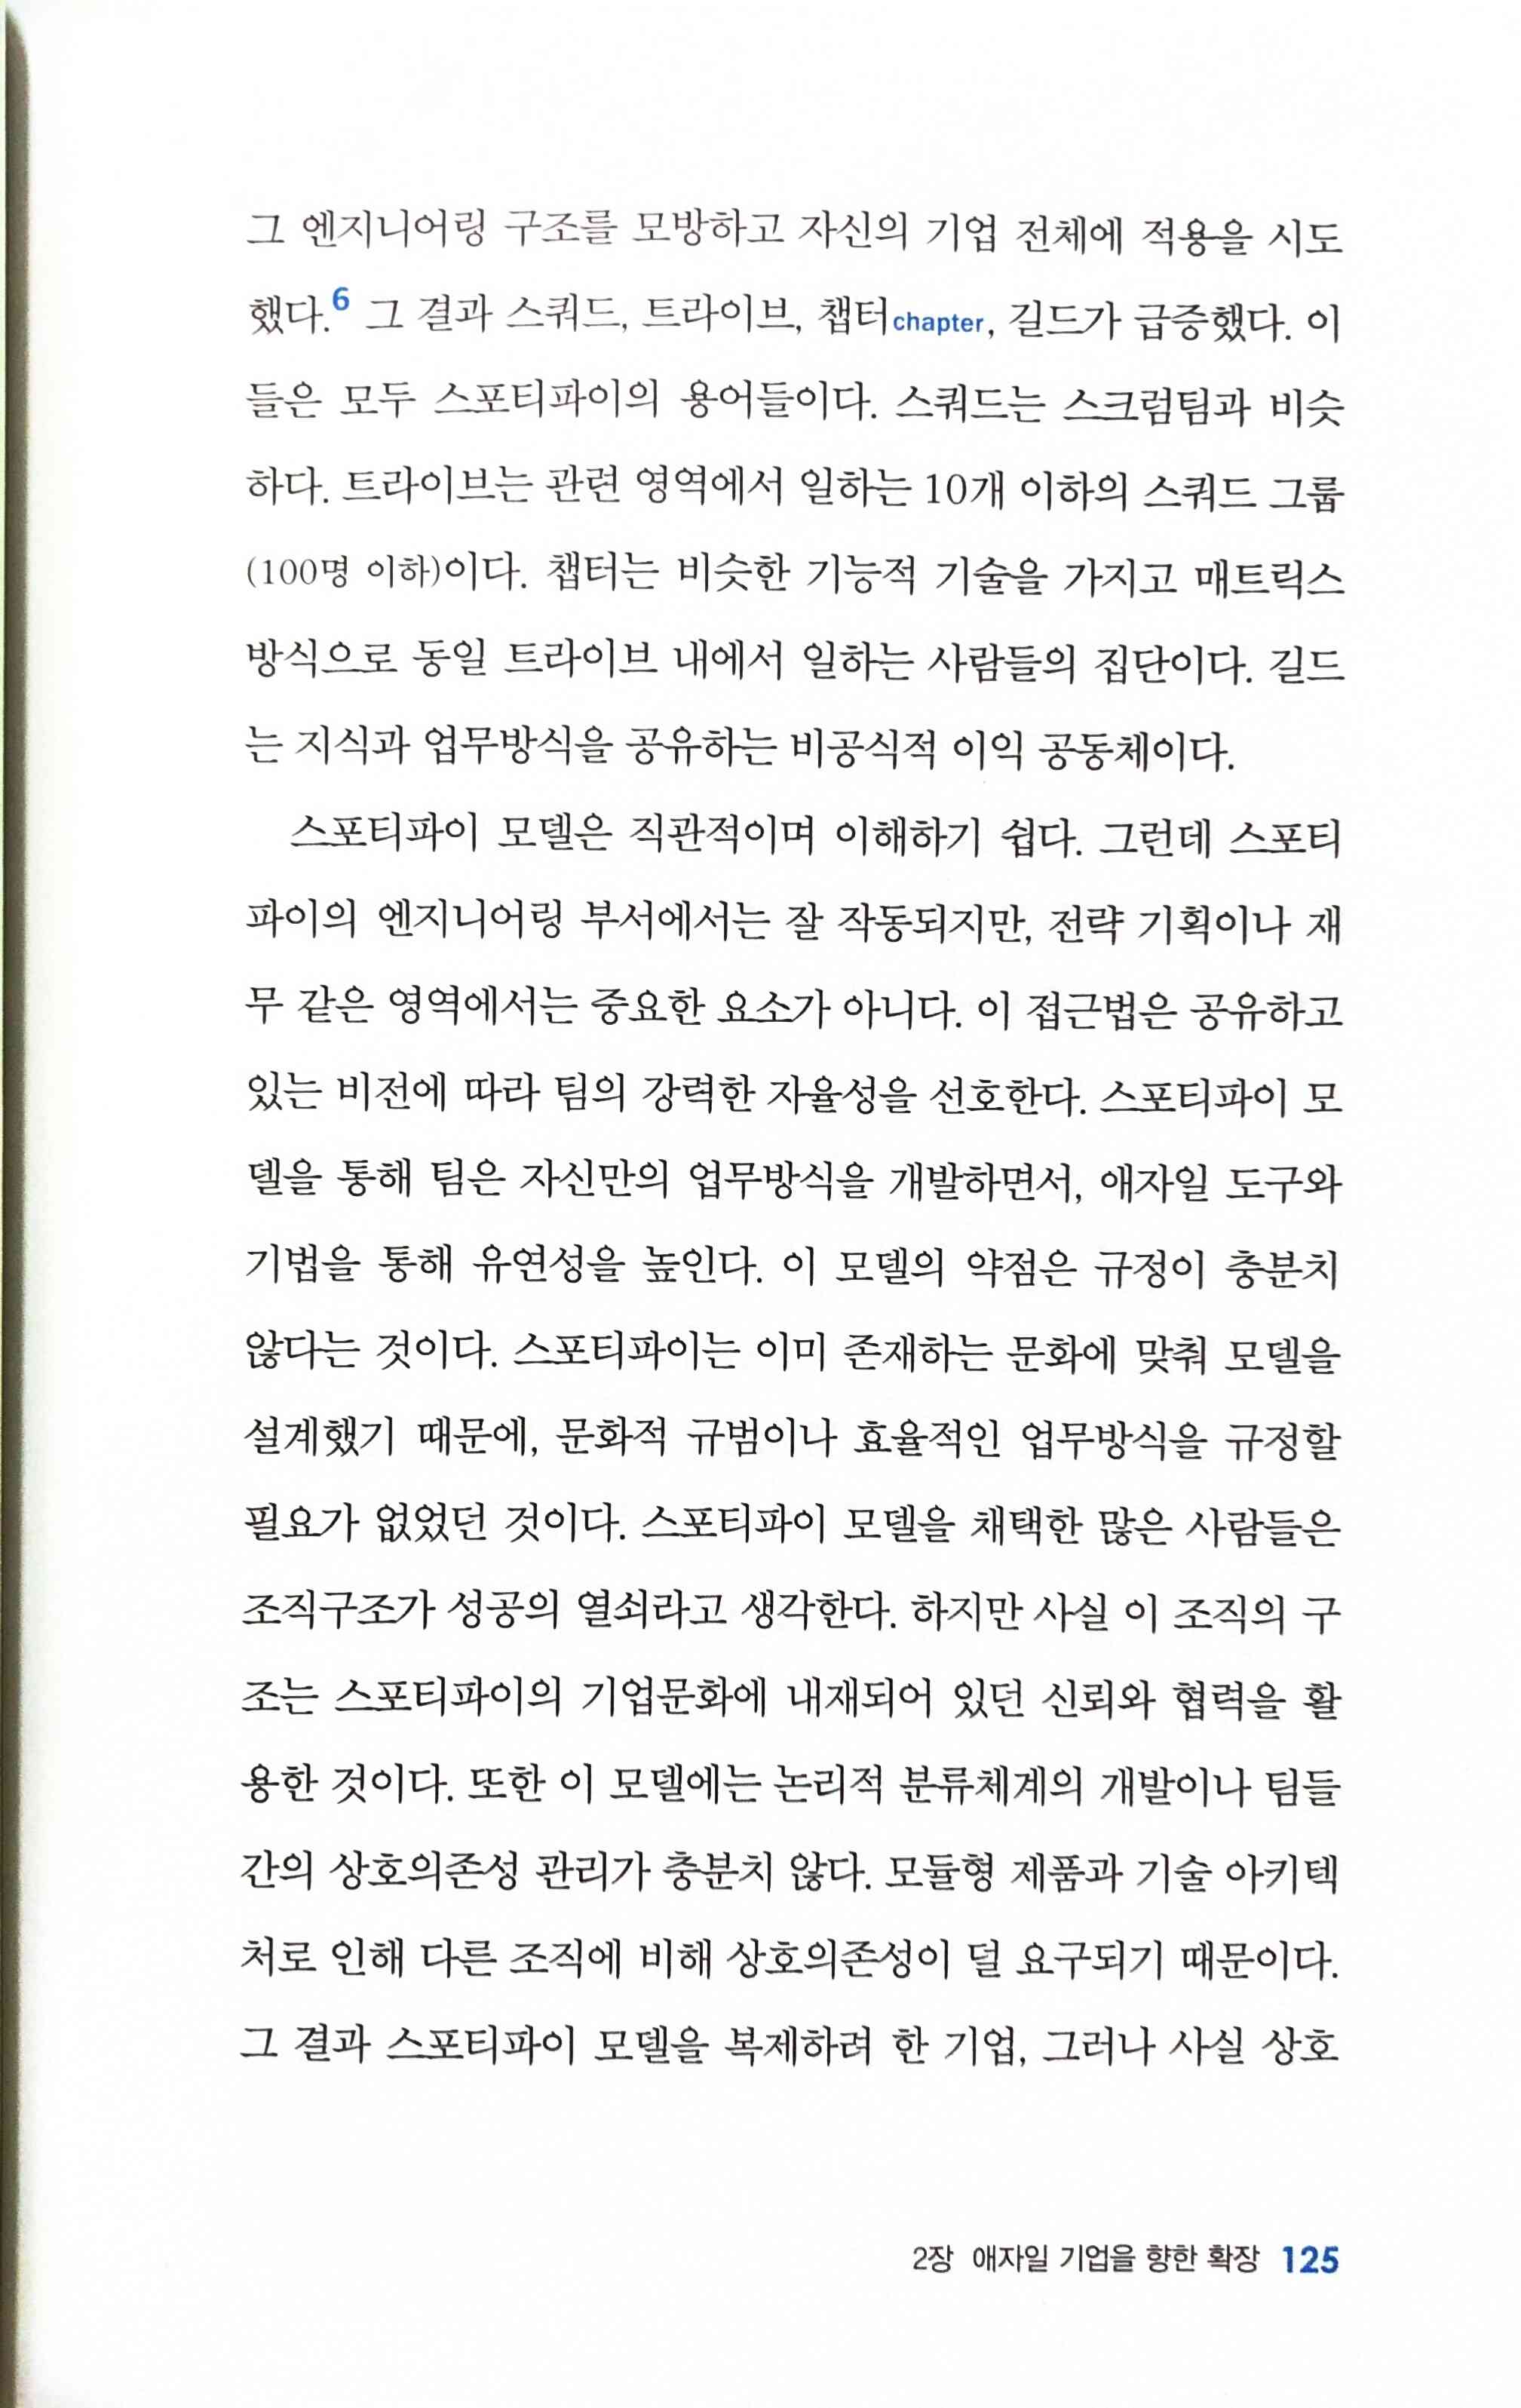 그 엔지니어링 구조를 모방하고 자신의 기업 전체에 적용을 시도
했다.6 그 결과 스쿼드, 트라이브, 챕터chapter, 길드가 급증했다. 이
들은 모두 스포티파이의 용어들이다. 스쿼드는 스크럼팀과 비슷
하다. 트라이브는 관련 영역에서 일하는 10개 이하의 스쿼드 그룹
(100명 이하)이다. 챕터는 비슷한 기능적 기술을 가지고 매트릭스
방식으로 동일 트라이브 내에서 일하는 사람들의 집단이다. 길드
는 지식과 업무방식을 공유하는 비공식적 이익 공동체이다.
스포티파이 모델은 직관적이며 이해하기 쉽다. 그런데 스포티
파이의 엔지니어링 부서에서는 잘 작동되지만, 전략 기획이나 재
무 같은 영역에서는 중요한 요소가 아니다. 이 접근법은 공유하고
있는 비전에 따라 팀의 강력한 자율성을 선호한다. 스포티파이 모
델을 통해 팀은 자신만의 업무방식을 개발하면서, 애자일 도구와
기법을 통해 유연성을 높인다. 이 모델의 약점은 규정이 충분치
않다는 것이다. 스포티파이는 이미 존재하는 문화에 맞춰 모델을
설계했기 때문에, 문화적 규범이나 효율적인 업무방식을 규정할
필요가 없었던 것이다. 스포티파이 모델을 채택한 많은 사람들은
조직구조가 성공의 열쇠라고 생각한다. 하지만 사실 이 조직의 구
조는 스포티파이의 기업문화에 내재되어 있던 신뢰와 협력을 활
용한 것이다. 또한 이 모델에는 논리적 분류체계의 개발이나 팀들
간의 상호의존성 관리가 충분치 않다. 모듈형 제품과 기술 아키텍
처로 인해 다른 조직에 비해 상호의존성이 덜 요구되기 때문이다.
그 결과 스포티파이 모델을 복제하려 한 기업, 그러나 사실 상호
2장 애자일 기업을 향한 확장 125